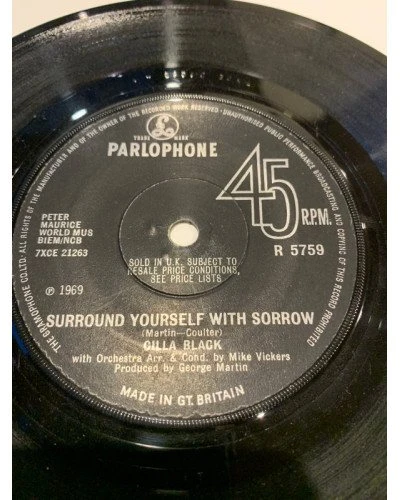 THE GRAMOPHONE CO. LTD. ALL RIGHTS OF THE MANUFACTURER AND OF THE OWNER OF THE RECORDED WORK RESERVED · UNAUTHORISED PUBLIC PERFORMANCE BROADCASTING AND COPYING OF THIS RECORD PROHIBITED
£
TRADE MARK
PARLOPHONE
45
R.P.M.
PETER
MAURICE
WORLD MUS
BIEM/NCB
7XCE 21263
R 5759
SOLD IN U.K. SUBJECT TO
RESALE PRICE CONDITIONS,
SEE PRICE LISTS
℗ 1969
SURROUND YOURSELF WITH SORROW
(Martin—Coulter)
CILLA BLACK
with Orchestra Arr. & Cond. by Mike Vickers
Produced by George Martin
MADE IN GT. BRITAIN